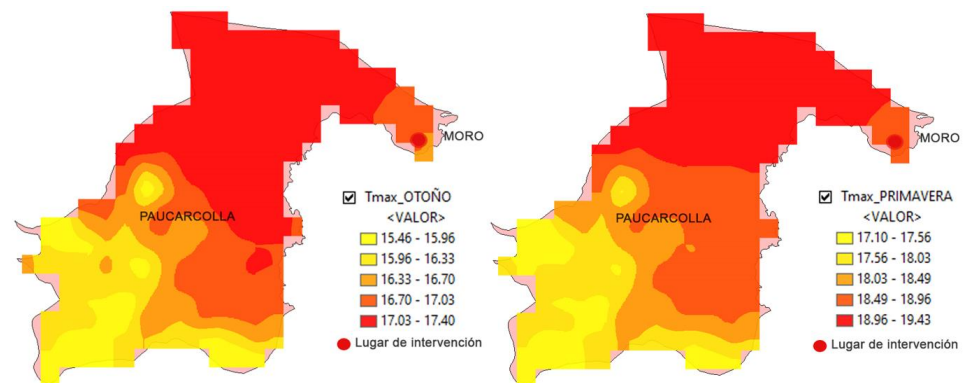 MORO
PAUCARCOLLA
Tmax_OTOÑO
<VALOR>
15.46 - 15.96
15.96 - 16.33
16.33 - 16.70
16.70 - 17.03
17.03 - 17.40
Lugar de intervención
MORO
PAUCARCOLLA
Tmax_PRIMAVERA
<VALOR>
17.10 - 17.56
17.56 - 18.03
18.03 - 18.49
18.49 - 18.96
18.96 - 19.43
Lugar de intervención